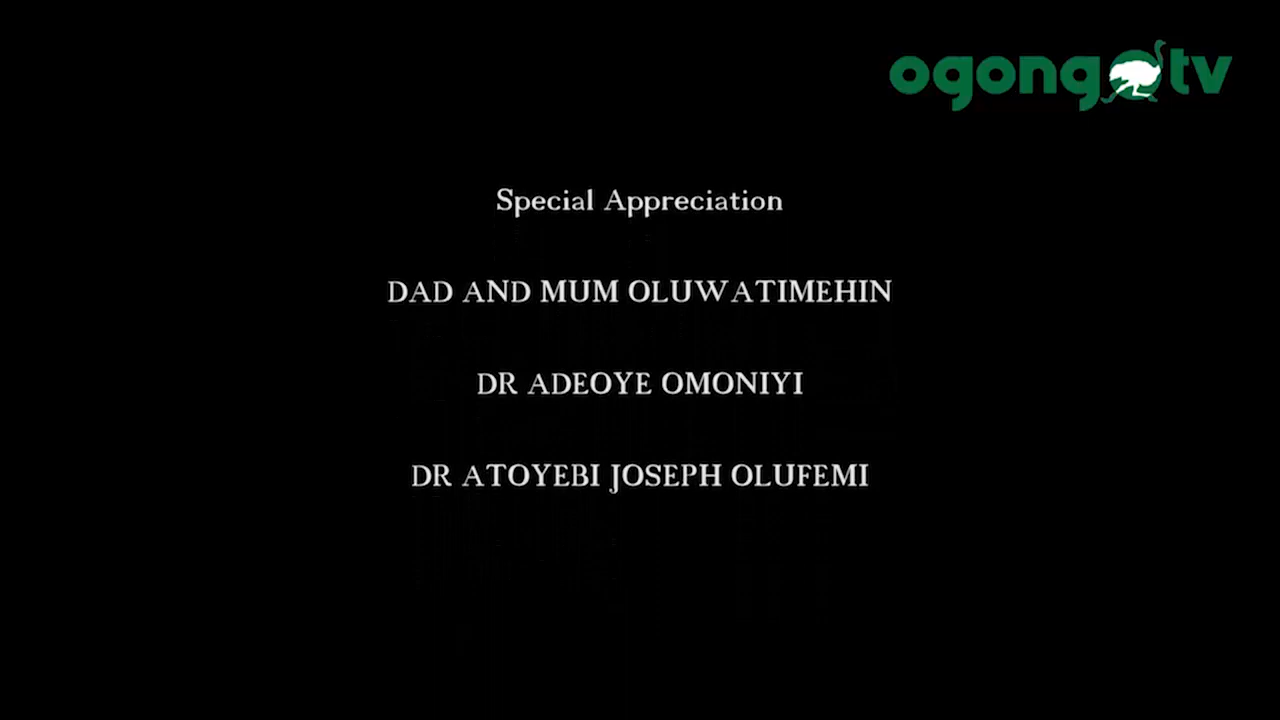 ogongotv
Special Appreciation
DAD AND MUM OLUWATIMEHIN
DR ADEOYE OMONIYI
DR ATOYEBI JOSEPH OLUFEMI